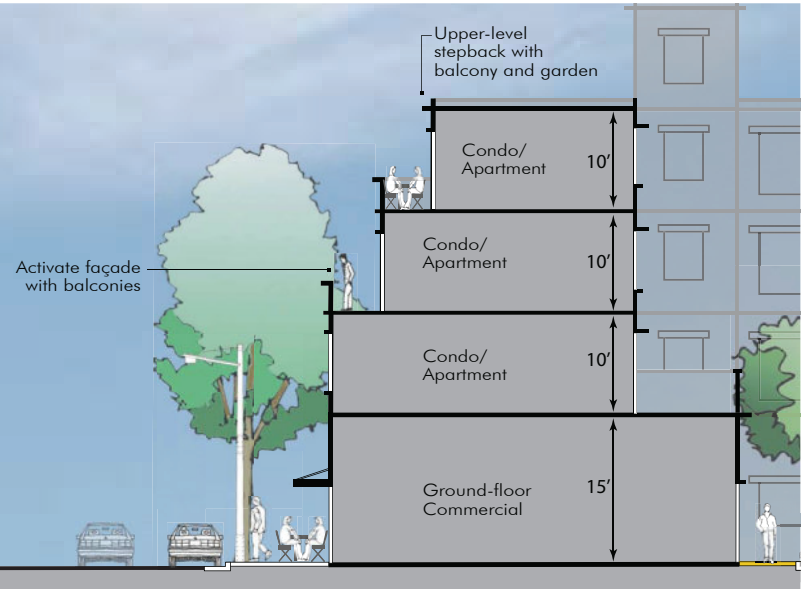 Upper-level
stepback with
balcony and garden
Condo/
Apartment
10’
Condo/
Apartment
10’
Activate façade
with balconies
Condo/
Apartment
10’
Ground-floor
Commercial
15’